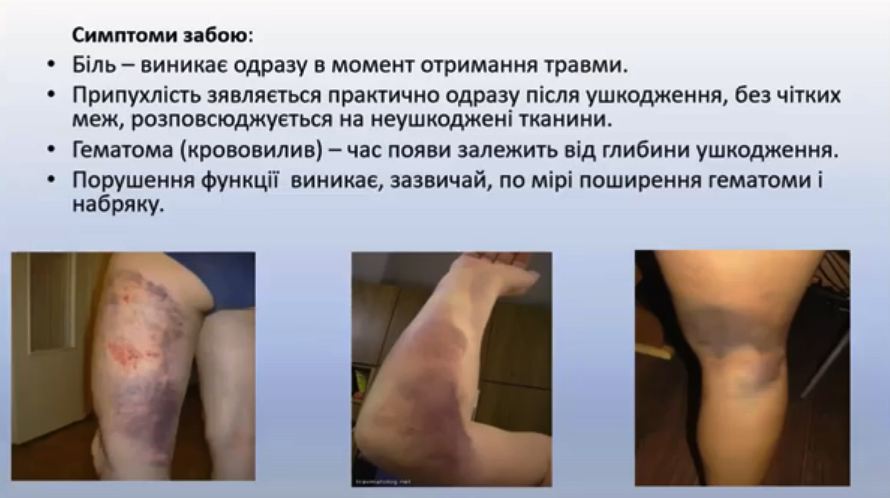 Симптоми забою:
• Біль – виникає одразу в момент отримання травми.
• Припухлість зявляється практично одразу після ушкодження, без чітких
меж, розповсюджується на неушкоджені тканини.
• Гематома (крововилив) – час появи залежить від глибини ушкодження.
• Порушення функції виникає, зазвичай, по мірі поширення гематоми і
набряку.
travmpholog.net